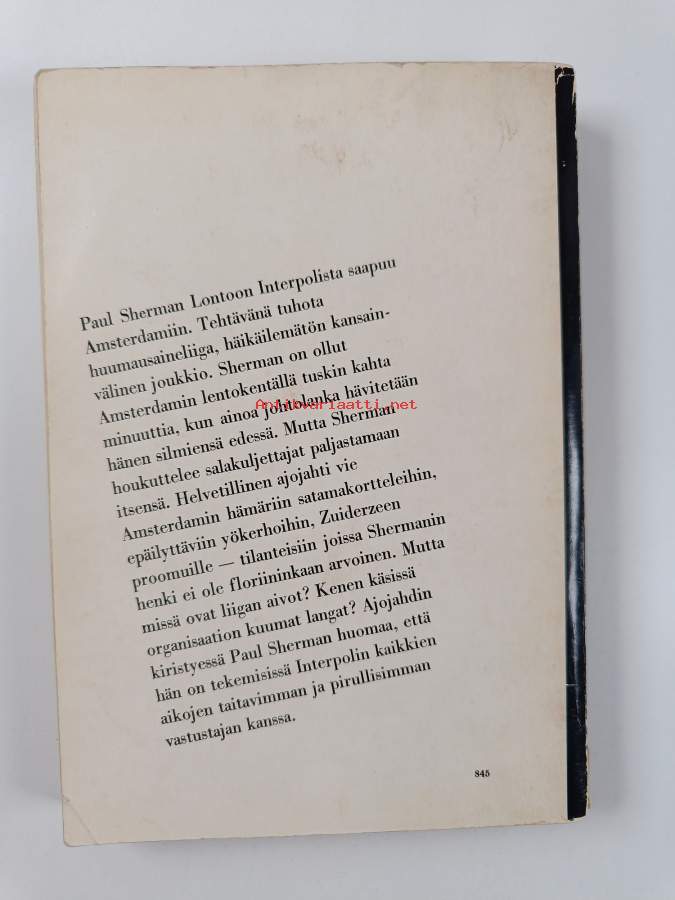 Paul Sherman Lontoon Interpolista saapuu
Amsterdamiin. Tehtävänä tuhota
huumausaineliiga, häikäilemätön kansain-
välinen joukkio. Sherman on ollut
Amsterdamin lentokentällä tuskin kahta
minuuttia, kun ainoa johtolanka hävitetään
Antikvariaatti.net
hänen silmiensä edessä. Mutta Sherman
houkuttelee salakuljettajat paljastamaan
itsensä. Helvetillinen ajojahti vie
Amsterdamin hämäriin satamakortteleihin,
epäilyttäviin yökerhoihin, Zuiderzeen
proomuille — tilanteisiin joissa Shermanin
henki ei ole floriininkaan arvoinen. Mutta
missä ovat liigan aivot? Kenen käsissä
organisaation kuumat langat? Ajojahdin
kiristyessä Paul Sherman huomaa, että
hän on tekemisissä Interpolin kaikkien
aikojen taitavimman ja pirullisimman
vastustajan kanssa.
845